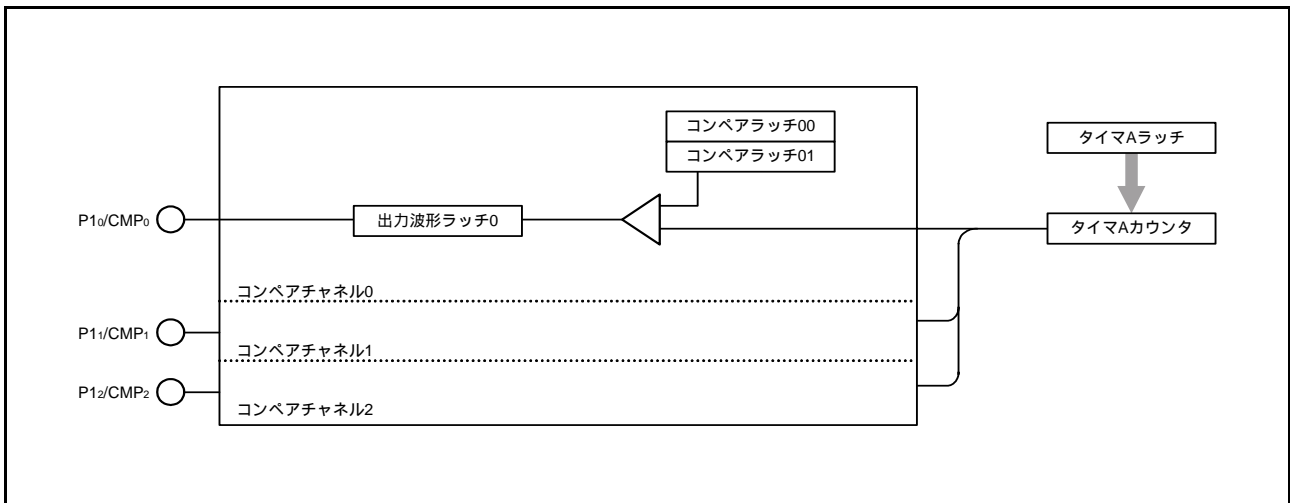 コンペアラッチ00
コンペアラッチ01
タイマAラッチ
P10/CMP0
出力波形ラッチ0
タイマAカウンタ
コンペアチャネル0
P11/CMP1
コンペアチャネル1
P12/CMP2
コンペアチャネル2